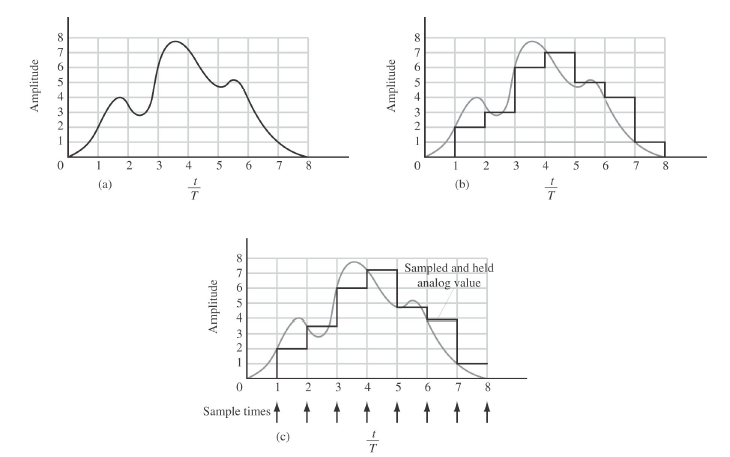 Amplitude
8
7
6
5
4
3
2
1
0
1 2 3 4 5 6 7 8
(a)
t
T
Amplitude
8
7
6
5
4
3
2
1
0
1 2 3 4 5 6 7 8
(b)
t
T
Amplitude
8
7
6
5
4
3
2
1
0
Sampled and held
analog value
1 2 3 4 5 6 7 8
Sample times
(c)
t
T